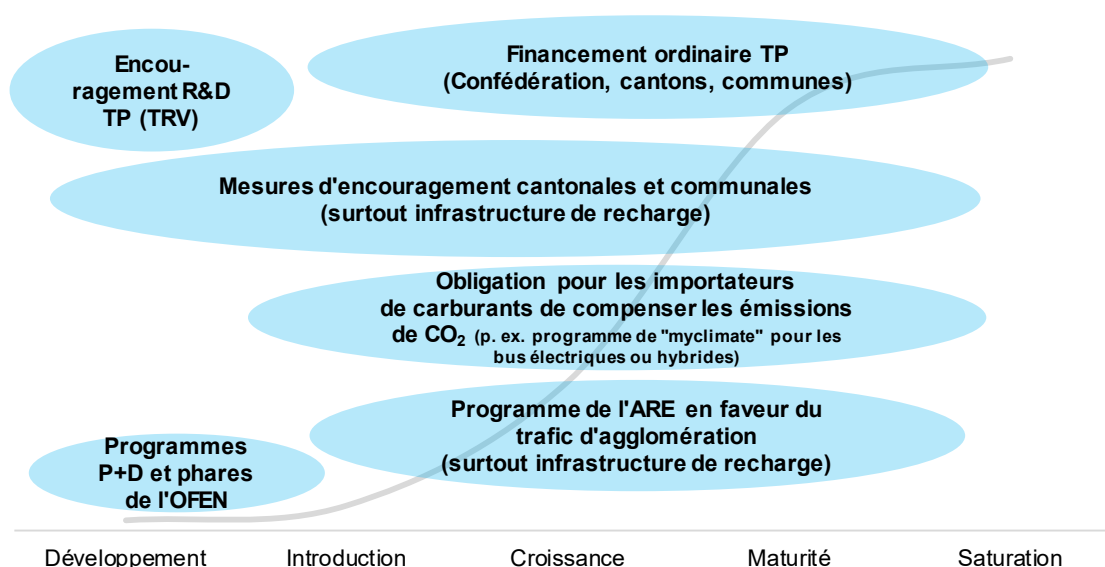 Encou-
ragement R&D
TP (TRV)
Financement ordinaire TP
(Confédération, cantons, communes)
Mesures d'encouragement cantonales et communales
(surtout infrastructure de recharge)
Obligation pour les importateurs
de carburants de compenser les émissions
de CO₂ (p. ex. programme de "myclimate" pour les
bus électriques ou hybrides)
Programme de l'ARE en faveur du
trafic d'agglomération
(surtout infrastructure de recharge)
Programmes
P+D et phares
de l'OFEN
Développement Introduction Croissance Maturité Saturation